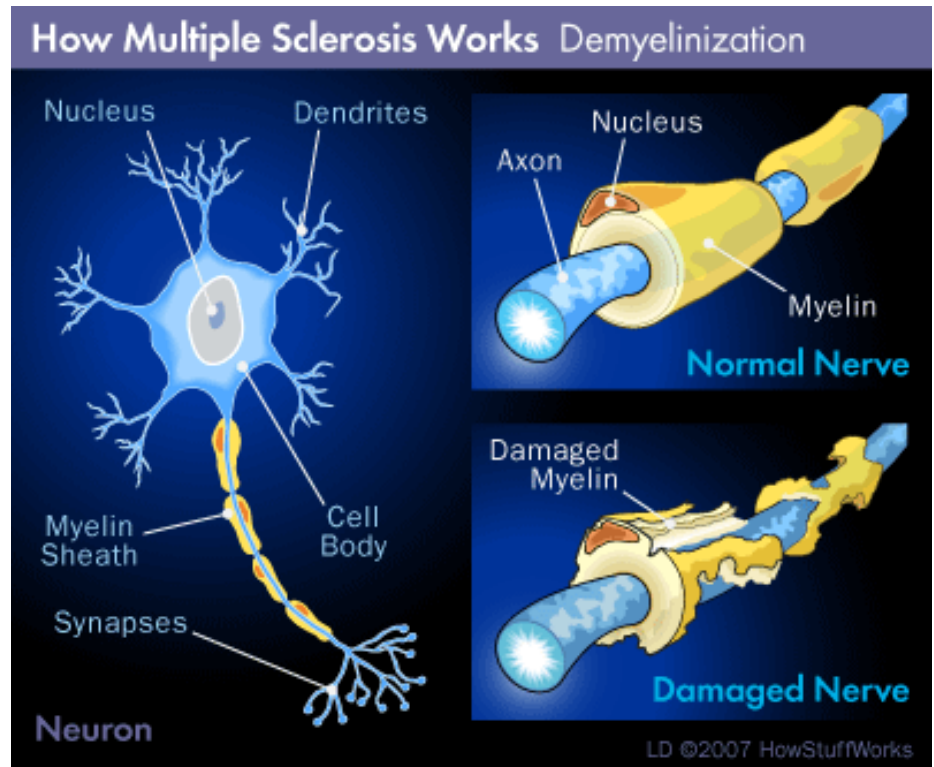 How Multiple Sclerosis Works Demyelinization
Nucleus
Dendrites
Myelin
Sheath
Cell
Body
Synapses
Neuron
Nucleus
Axon
Myelin
Normal Nerve
Damaged
Myelin
Damaged Nerve
LD ©2007 HowStuffWorks